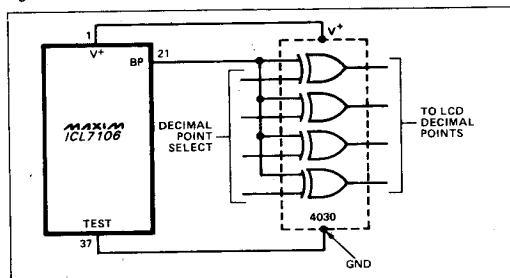 1
V+
21
BP
MAXIM
ICL7106
DECIMAL
POINT
SELECT
V+
TO LCD
DECIMAL
POINTS
TEST
37
4030
GND